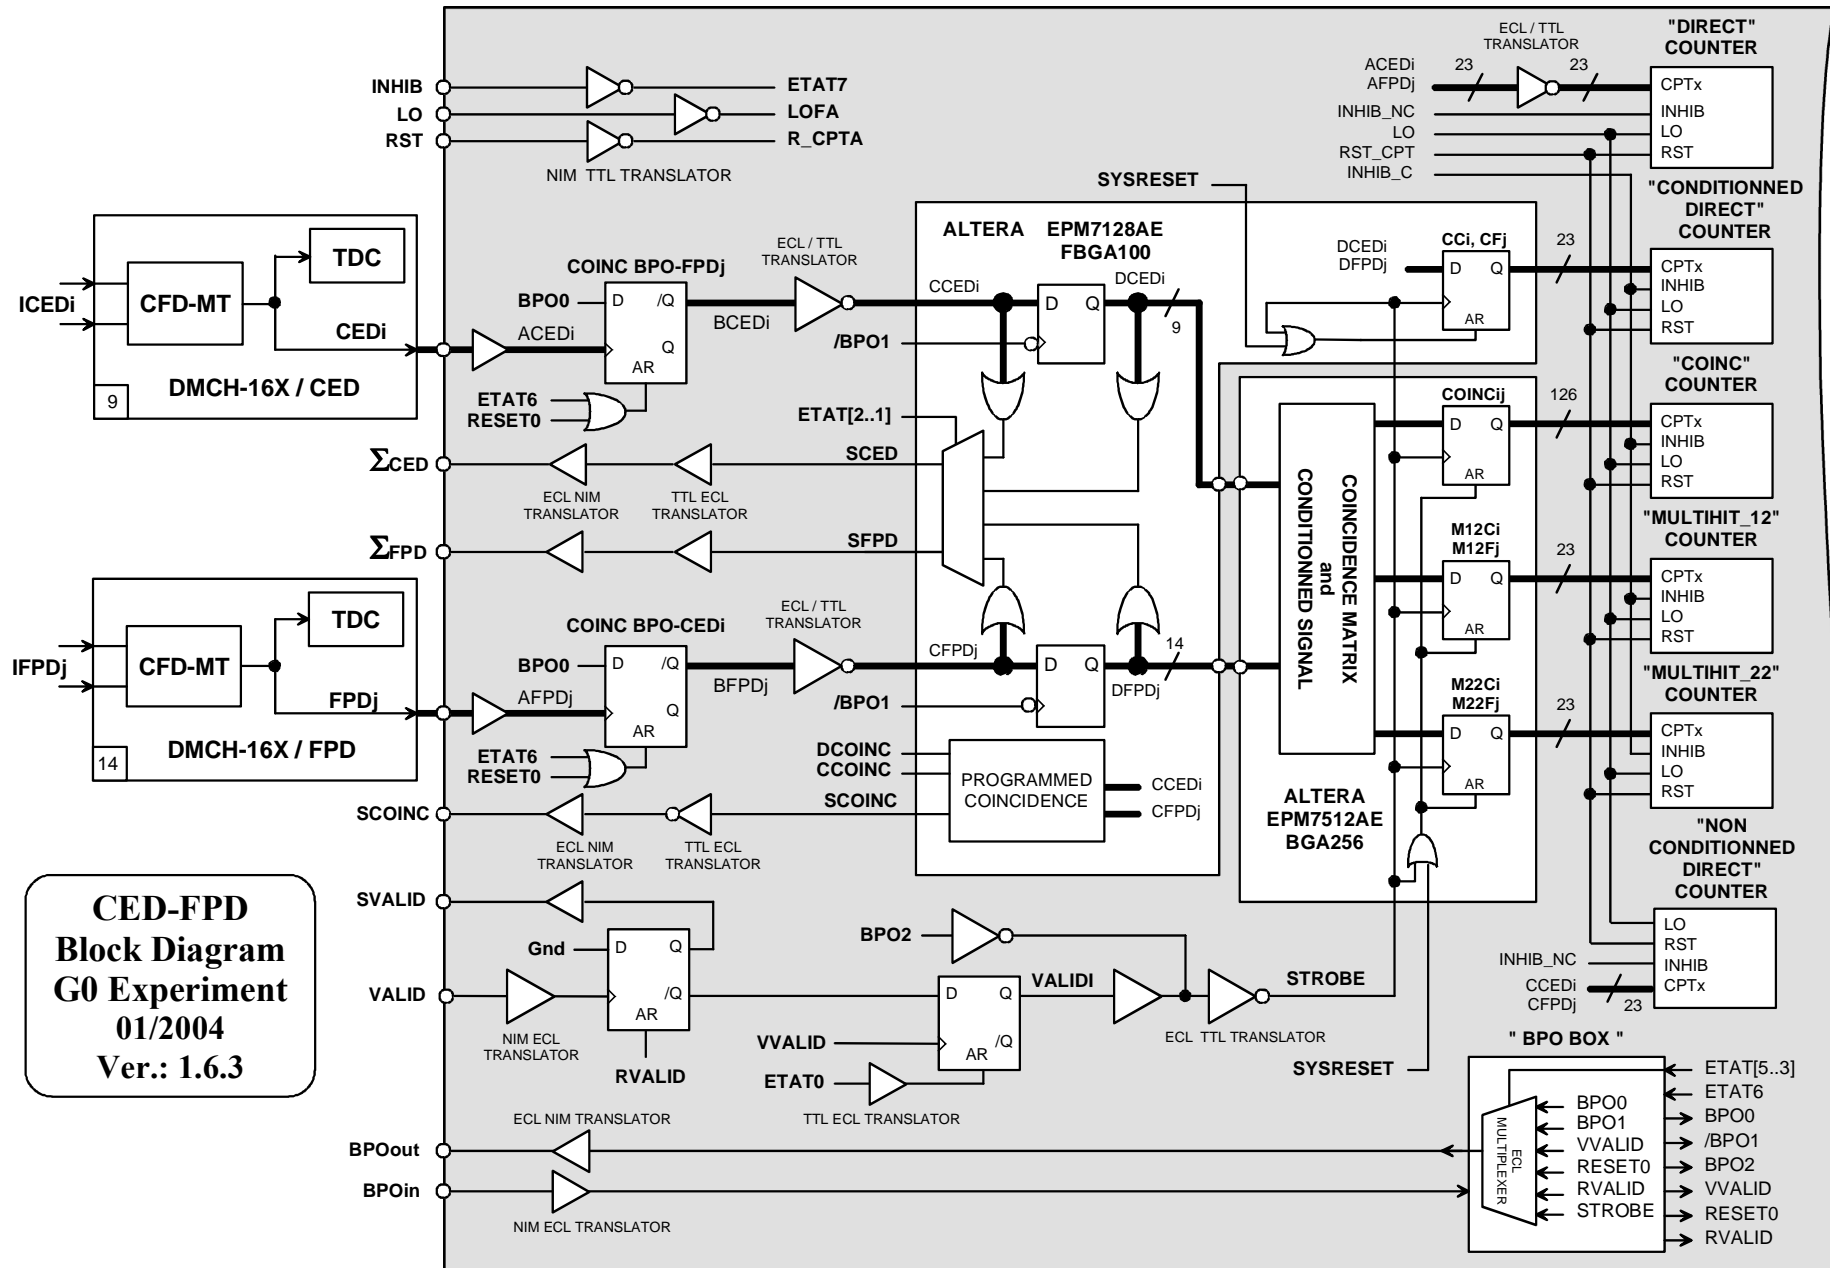 INHIB
LO
RST
ETAT7
LOFA
R_CPTA
NIM TTL TRANSLATOR
ECL / TTL
TRANSLATOR
ACEDi
AFPDj
23
23
INHIB_NC
LO
RST_CPT
INHIB_C
"DIRECT"
COUNTER
CPTx
INHIB
LO
RST
SYSRESET
TDC
CFD-MT
ICEDi
CEDi
DMCH-16X / CED
9
COINC BPO-FPDj
BPO0
D
/Q
Q
AR
ACEDi
BCEDi
ETAT6
RESET0
ECL / TTL
TRANSLATOR
ALTERA EPM7128AE
FBGA100
CCEDi
DCEDi
D
Q
9
/BPO1
DCEDi
DFPDj
CCi, CFj
D
Q
AR
23
"CONDITIONNED
DIRECT"
COUNTER
CPTx
INHIB
LO
RST
ETAT[2..1]
ΣCED
ECL NIM
TRANSLATOR
TTL ECL
TRANSLATOR
SCED
ΣFPD
SFPD
COINCIDENCE MATRIX
and
CONDITIONNED SIGNAL
COINCij
D
Q
AR
126
"COINC"
COUNTER
CPTx
INHIB
LO
RST
M12Ci
M12Fj
D
Q
AR
23
"MULTIHIT_12"
COUNTER
CPTx
INHIB
LO
RST
TDC
CFD-MT
IFPDj
FPDj
DMCH-16X / FPD
14
COINC BPO-CEDi
BPO0
D
/Q
Q
AR
AFPDj
BFPDj
ETAT6
RESET0
ECL / TTL
TRANSLATOR
CFPDj
D
Q
DFPDj
14
/BPO1
M22Ci
M22Fj
D
Q
AR
23
"MULTIHIT_22"
COUNTER
CPTx
INHIB
LO
RST
DCOINC
CCOINC
SCOINC
PROGRAMMED
COINCIDENCE
CCEDi
CFPDj
SCOINC
ECL NIM
TRANSLATOR
TTL ECL
TRANSLATOR
ALTERA
EPM7512AE
BGA256
"NON
CONDITIONNED
DIRECT"
COUNTER
LO
RST
INHIB
CPTx
INHIB_NC
CCEDi
CFPDj
23
CED-FPD
Block Diagram
G0 Experiment
01/2004
Ver.: 1.6.3
SVALID
VALID
NIM ECL
TRANSLATOR
Gnd
D
Q
/Q
AR
RVALID
BPO2
D
Q
/Q
AR
VVALID
ETAT0
TTL ECL TRANSLATOR
VALIDI
ECL TTL TRANSLATOR
STROBE
SYSRESET
BPOout
ECL NIM TRANSLATOR
BPOin
NIM ECL TRANSLATOR
" BPO BOX "
ECL
MULTIPLEXER
BPO0
BPO1
VVALID
RESET0
RVALID
STROBE
ETAT[5..3]
ETAT6
BPO0
/BPO1
BPO2
VVALID
RESET0
RVALID